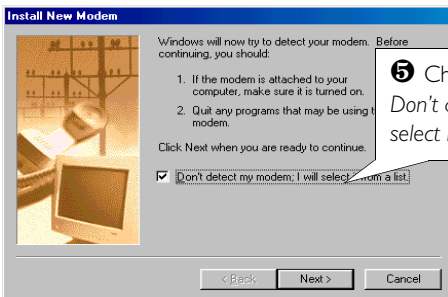 Install New Modem
Windows will now try to detect your modem. Before
continuing, you should:
1. If the modem is attached to your
computer, make sure it is turned on.
2. Quit any programs that may be using
modem.
Click Next when you are ready to continue.
Don't detect my modem; I will select from a list.
< Back
Next >
Cancel
5
Don't
select